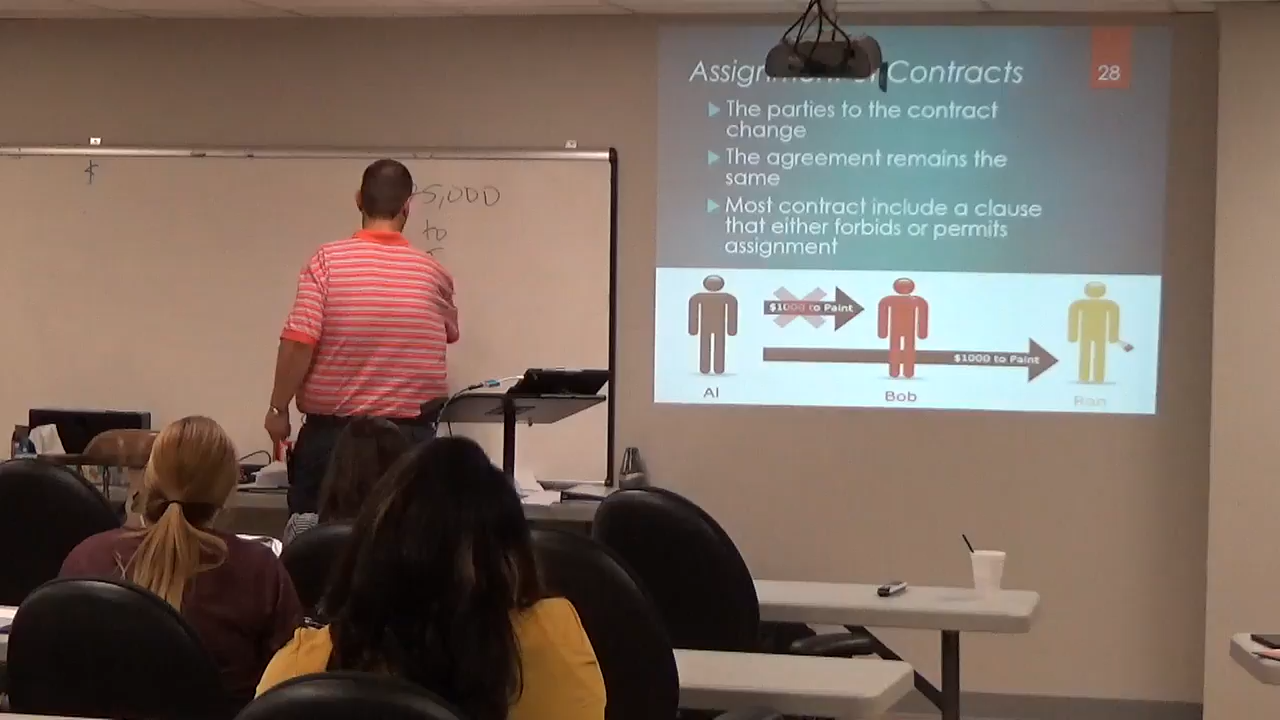 Contracts
28
The parties to the contract
change
The agreement remains the
same
Most contract include a clause
that either forbids or permits
assignment
$1000 to Paint
$1000 to Paint
Al
Bob
$
5,000
to